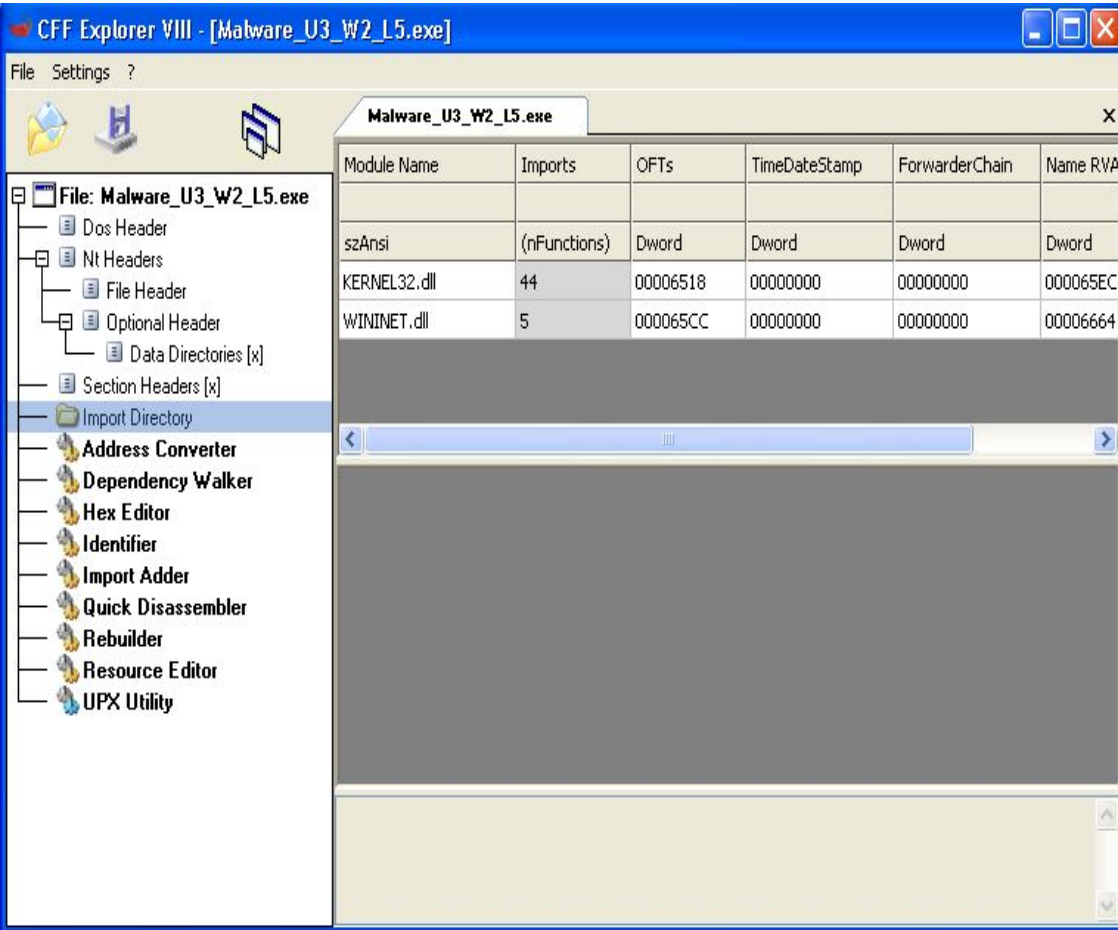 CFF Explorer VIII - [Malware_U3_W2_L5.exe]
File Settings ?
Malware_U3_W2_L5.exe
File: Malware_U3_W2_L5.exe
Dos Header
Nt Headers
File Header
Optional Header
Data Directories [x]
Section Headers [x]
Import Directory
Address Converter
Dependency Walker
Hex Editor
Identifier
Import Adder
Quick Disassembler
Rebuilder
Resource Editor
UPX Utility
Module Name Imports OFTs TimeDateStamp ForwarderChain Name RVA
szAnsi (nFunctions) Dword Dword Dword Dword
KERNEL32.dll 44 00006518 00000000 00000000 000065EC
WININET.dll 5 000065CC 00000000 00000000 00006664